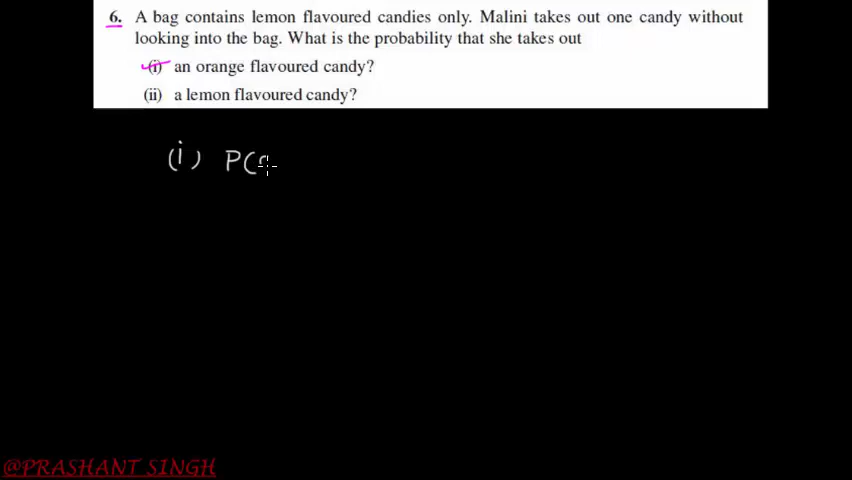 6. A bag contains lemon flavoured candies only. Malini takes out one candy without
looking into the bag. What is the probability that she takes out
(i) an orange flavoured candy?
(ii) a lemon flavoured candy?
(i) P(
@PRASHANT SINGH